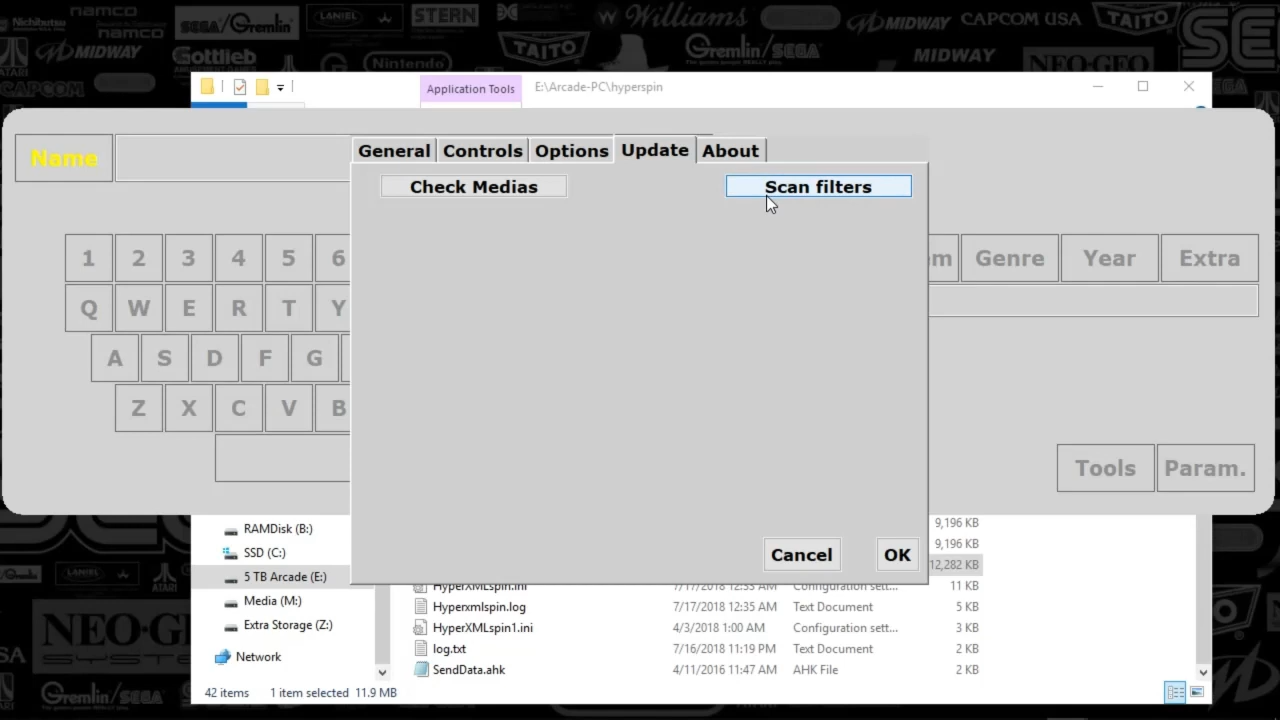 Nichibutsu
namco
namco
SEGA/Gremlin
LANIEL
STERN
Williams
MIDWAY
CAPCOM USA
TAITO
ATARI
MIDWAY
Gottlieb
Nintendo
TAITO
Gremlin/SEGA
MIDWAY
CAPCOM
NEO-GEO
Application Tools
E:\Arcade-PC\hyperspin
Name
General
Controls
Options
Update
About
Check Medias
Scan filters
1
2
3
4
5
6
em
Genre
Year
Extra
Q
W
E
R
T
Y
A
S
D
F
G
Z
X
C
V
B
Tools
Param.
Cancel
OK
RAMDisk (B:)
SSD (C:)
5 TB Arcade (E:)
Media (M:)
Extra Storage (Z:)
Network
9,196 KB
9,196 KB
12,282 KB
HyperXMLspin.ini 7/17/2018 12:35 AM Configuration sett... 11 KB
Hyperxmlspin.log 7/17/2018 12:35 AM Text Document 5 KB
HyperXMLspin1.ini 4/3/2018 1:00 AM Configuration sett... 3 KB
log.txt 7/16/2018 11:19 PM Text Document 2 KB
SendData.ahk 4/11/2016 11:47 AM AHK File 2 KB
42 items 1 item selected 11.9 MB
LANIEL
ATARI
NEO-G
SYSTE
Gremlin/SEGA